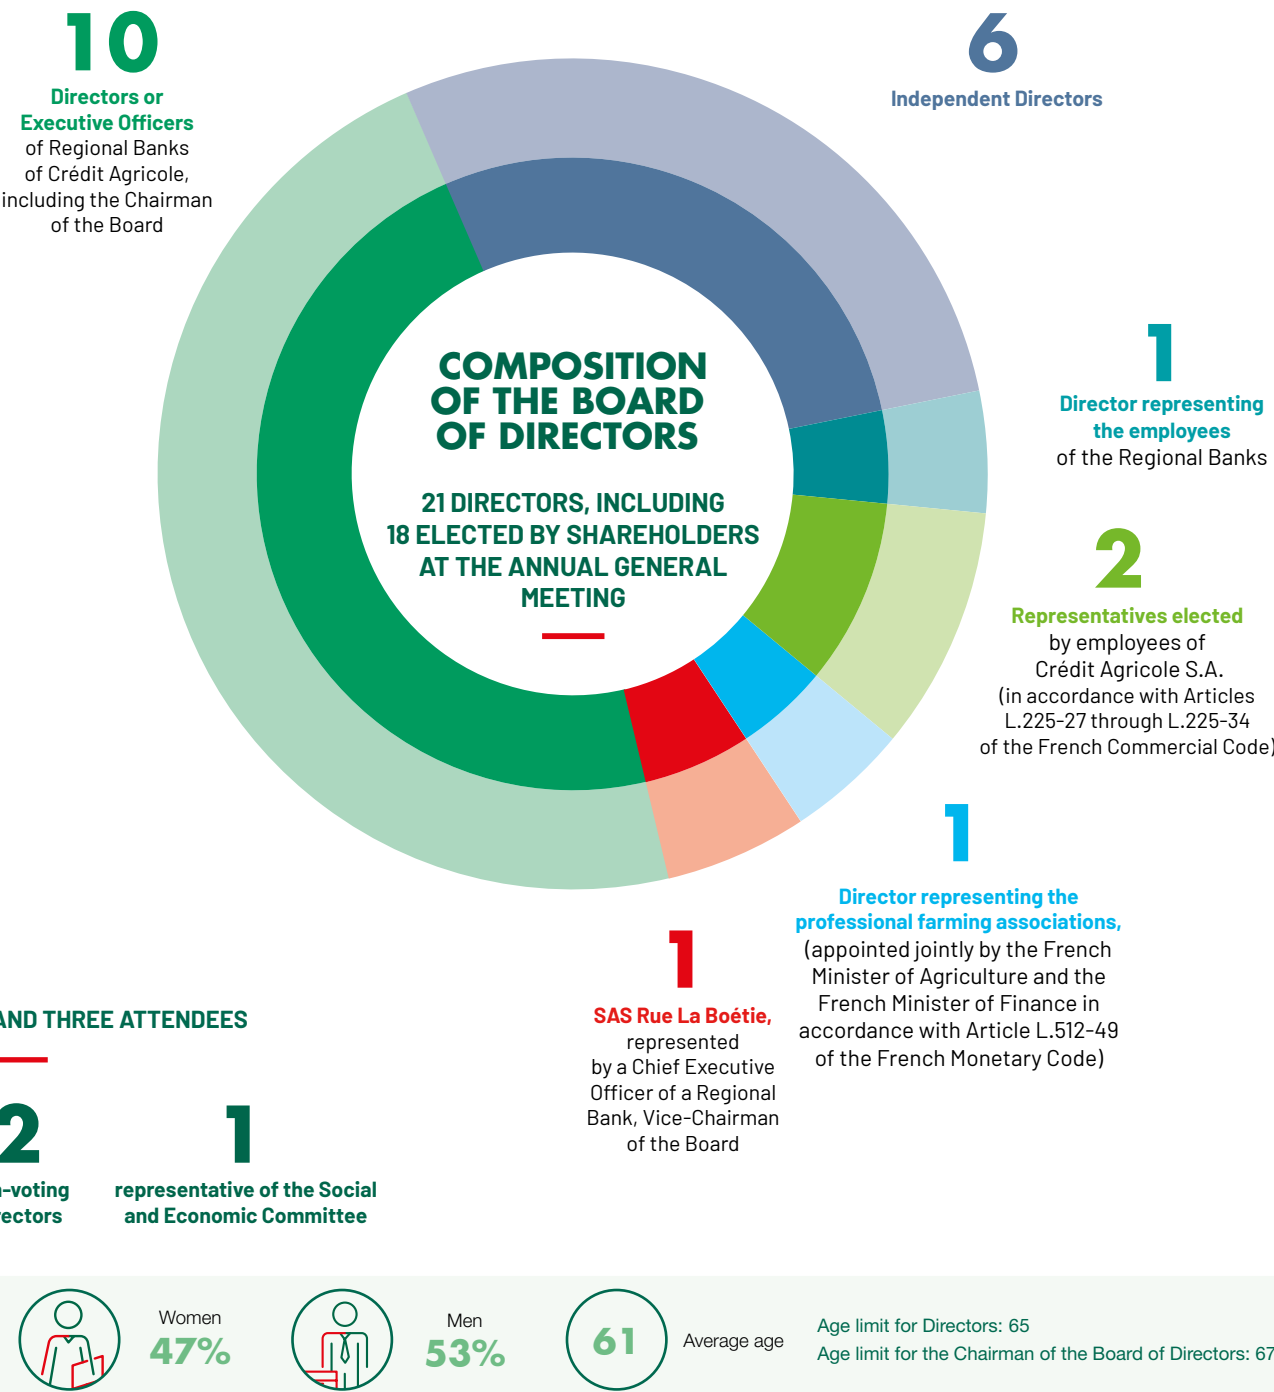 10
Directors or
Executive Officers
of Regional Banks
of Crédit Agricole,
including the Chairman
of the Board
6
Independent Directors
COMPOSITION
OF THE BOARD
OF DIRECTORS
21 DIRECTORS, INCLUDING
18 ELECTED BY SHAREHOLDERS
AT THE ANNUAL GENERAL
MEETING
1
Director representing
the employees
of the Regional Banks
2
Representatives elected
by employees of
Crédit Agricole S.A.
(in accordance with Articles
L.225-27 through L.225-34
of the French Commercial Code)
1
Director representing the
professional farming associations,
(appointed jointly by the French
Minister of Agriculture and the
French Minister of Finance in
accordance with Article L.512-49
of the French Monetary Code)
1
SAS Rue La Boétie,
represented
by a Chief Executive
Officer of a Regional
Bank, Vice-Chairman
of the Board
AND THREE ATTENDEES
2
-voting
ectors
1
representative of the Social
and Economic Committee
Women
47%
Men
53%
61
Average age
Age limit for Directors: 65
Age limit for the Chairman of the Board of Directors: 67